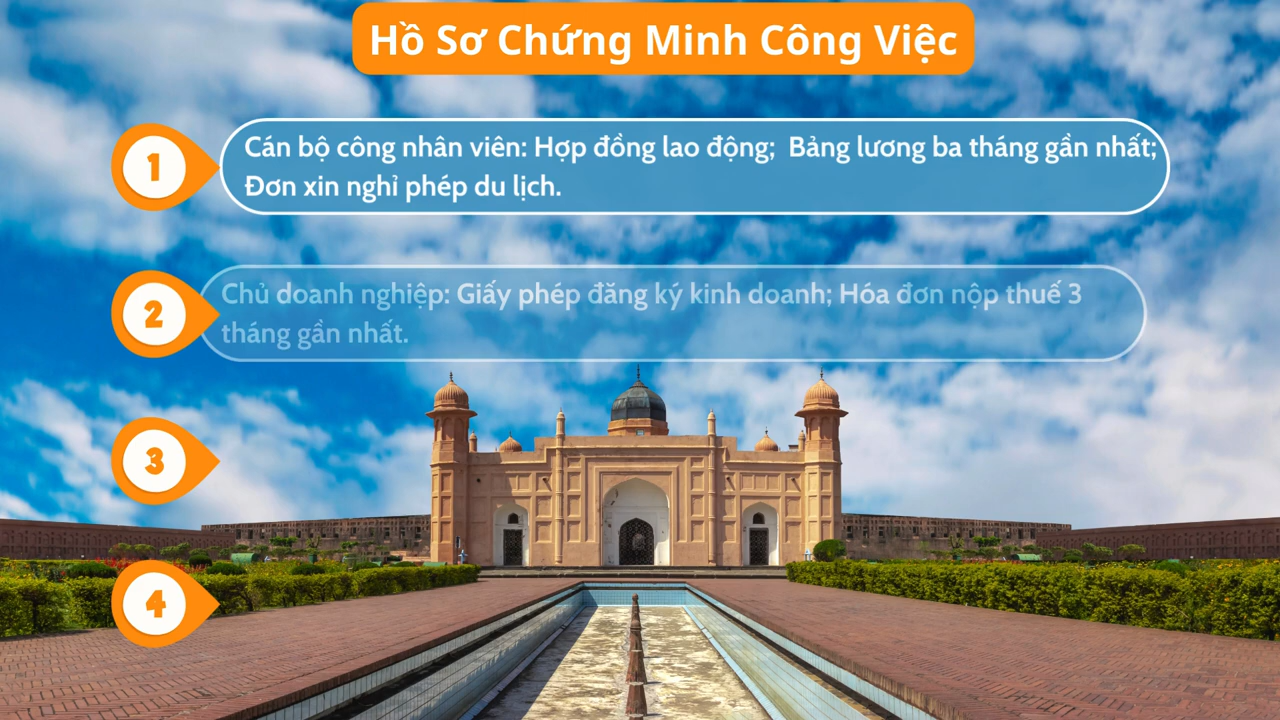 Hồ Sơ Chứng Minh Công Việc
1
Cán bộ công nhân viên: Hợp đồng lao động; Bảng lương ba tháng gần nhất;
Đơn xin nghỉ phép du lịch.
2
Chủ doanh nghiệp: Giấy phép đăng ký kinh doanh; Hóa đơn nộp thuế 3
tháng gần nhất.
3
4